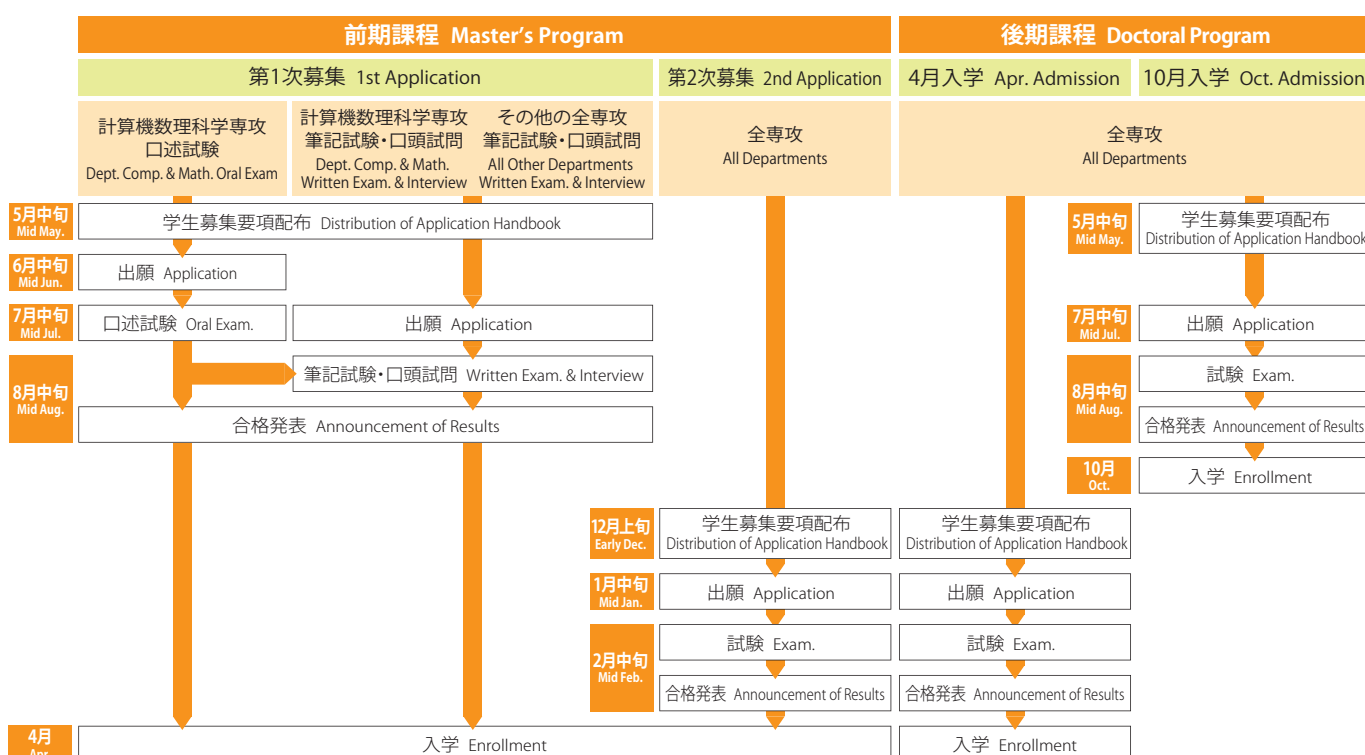 前期課程 Master's Program
後期課程 Doctoral Program
第1次募集 1st Application
第2次募集 2nd Application
4月入学 Apr. Admission
10月入学 Oct. Admission
計算機数理科学専攻
口述試験
Dept. Comp. & Math. Oral Exam
計算機数理科学専攻
筆記試験・口頭試問
Dept. Comp. & Math.
Written Exam. & Interview
その他の全専攻
筆記試験・口頭試問
All Other Departments
Written Exam. & Interview
全専攻
All Departments
全専攻
All Departments
5月中旬
Mid May.
学生募集要項配布 Distribution of Application Handbook
5月中旬
Mid May.
学生募集要項配布
Distribution of Application Handbook
6月中旬
Mid Jun.
出願 Application
7月中旬
Mid Jul.
口述試験 Oral Exam.
出願 Application
7月中旬
Mid Jul.
出願 Application
8月中旬
Mid Aug.
筆記試験・口頭試問 Written Exam. & Interview
合格発表 Announcement of Results
8月中旬
Mid Aug.
試験 Exam.
合格発表 Announcement of Results
10月
Oct.
入学 Enrollment
12月上旬
Early Dec.
学生募集要項配布
Distribution of Application Handbook
学生募集要項配布
Distribution of Application Handbook
1月中旬
Mid Jan.
出願 Application
出願 Application
2月中旬
Mid Feb.
試験 Exam.
試験 Exam.
合格発表 Announcement of Results
合格発表 Announcement of Results
4月
Apr.
入学 Enrollment
入学 Enrollment